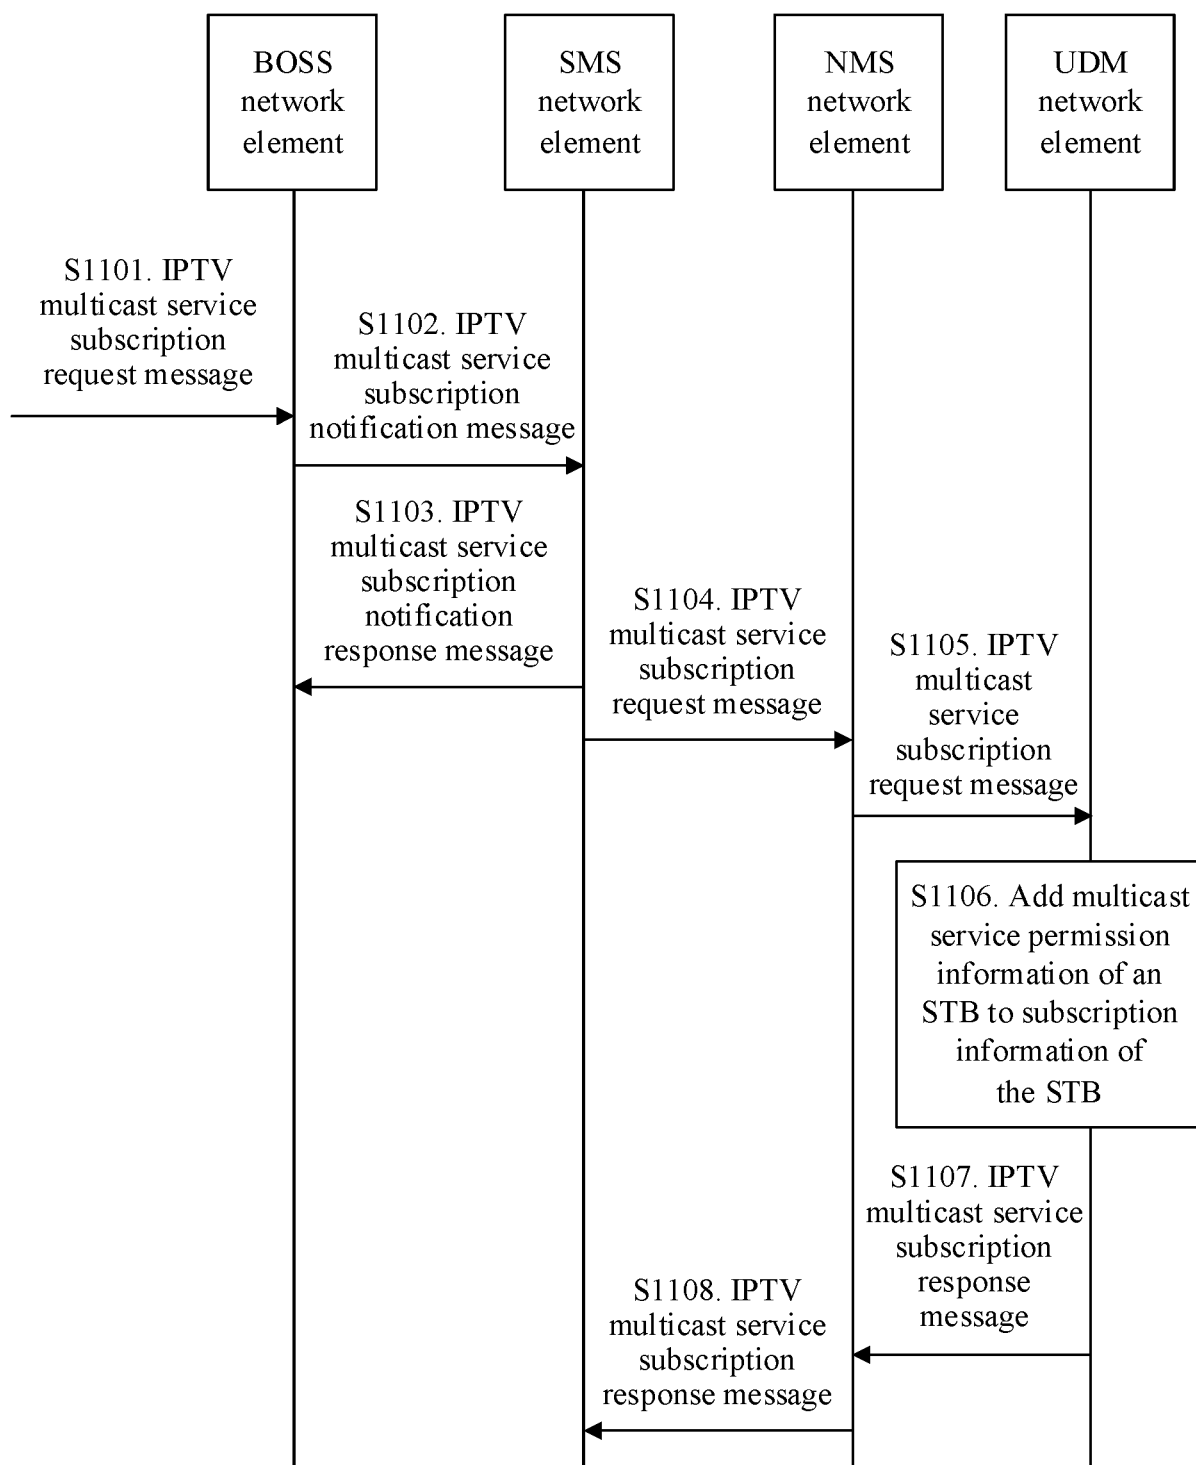 BOSS
network
element
SMS
network
element
NMS
network
element
UDM
network
element
S1101. IPTV
multicast service
subscription
request message
S1102. IPTV
multicast service
subscription
notification message
S1103. IPTV
multicast service
subscription
notification
response message
S1104. IPTV
multicast service
subscription
request message
S1105. IPTV
multicast
service
subscription
request message
S1106. Add multicast
service permission
information of an
STB to subscription
information of
the STB
S1107. IPTV
multicast service
subscription
response
message
S1108. IPTV
multicast service
subscription
response message